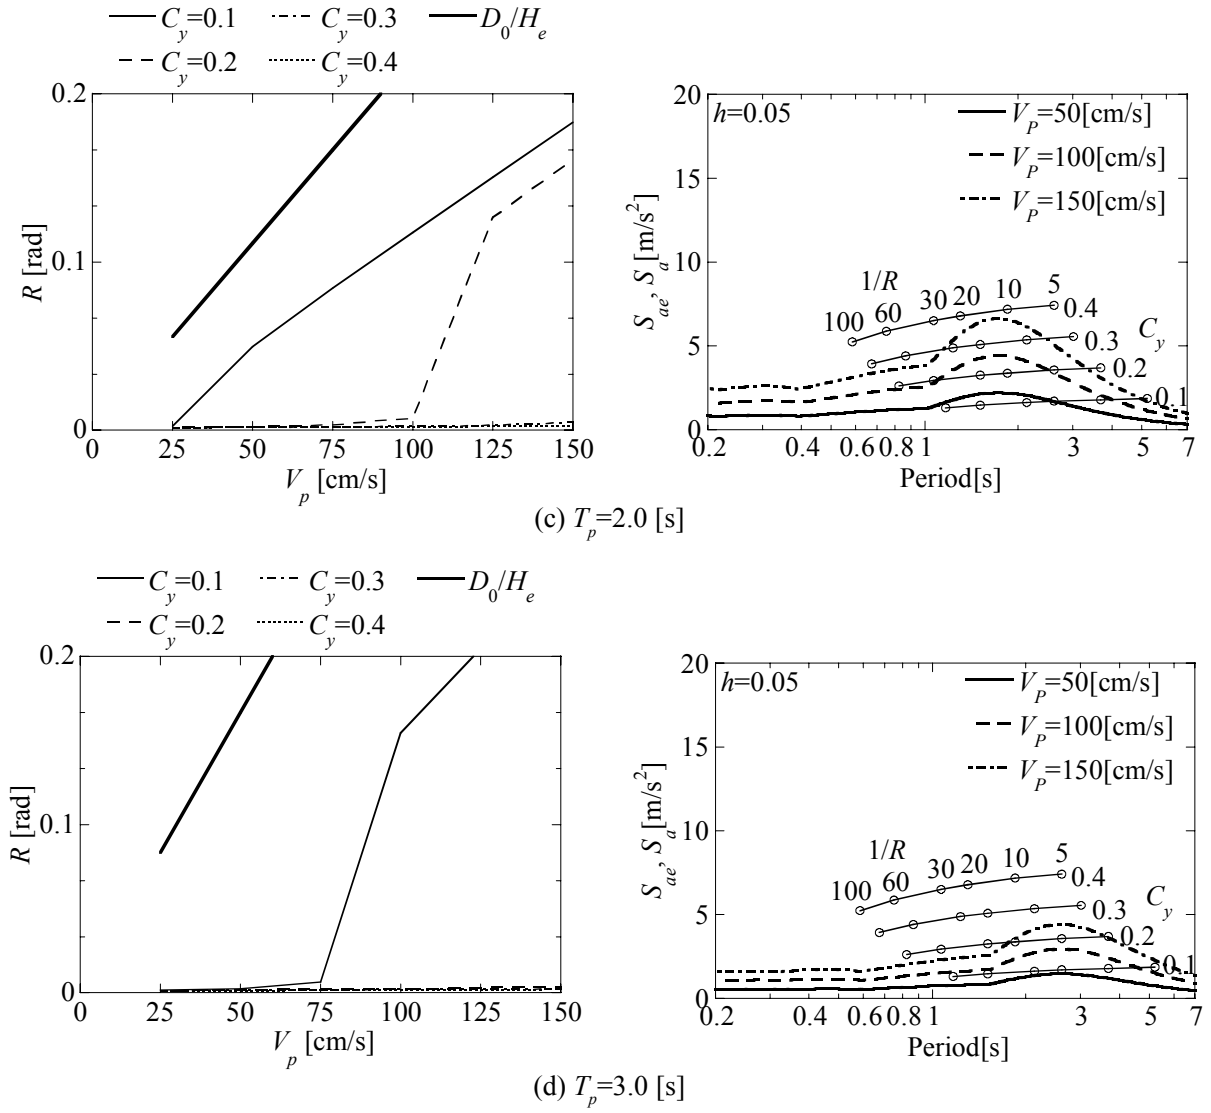 C_y=0.1 C_y=0.3 D_0/H_e
C_y=0.2 C_y=0.4
0.2
0.1
0
R [rad]
0 25 50 75 100 125 150
V_p [cm/s]
20
15
10
5
0
S_ae, S_a [m/s²]
h=0.05
V_P=50[cm/s]
V_P=100[cm/s]
V_P=150[cm/s]
1/R
100 60 30 20 10 5
0.4
0.3
0.2
0.1
C_y
0.2 0.4 0.6 0.8 1 3 5 7
Period[s]
(c) T_p=2.0 [s]
C_y=0.1 C_y=0.3 D_0/H_e
C_y=0.2 C_y=0.4
0.2
0.1
0
R [rad]
0 25 50 75 100 125 150
V_p [cm/s]
20
15
10
5
0
S_ae, S_a [m/s²]
h=0.05
V_P=50[cm/s]
V_P=100[cm/s]
V_P=150[cm/s]
1/R
100 60 30 20 10 5
0.4
0.3
0.2
0.1
C_y
0.2 0.4 0.6 0.8 1 3 5 7
Period[s]
(d) T_p=3.0 [s]